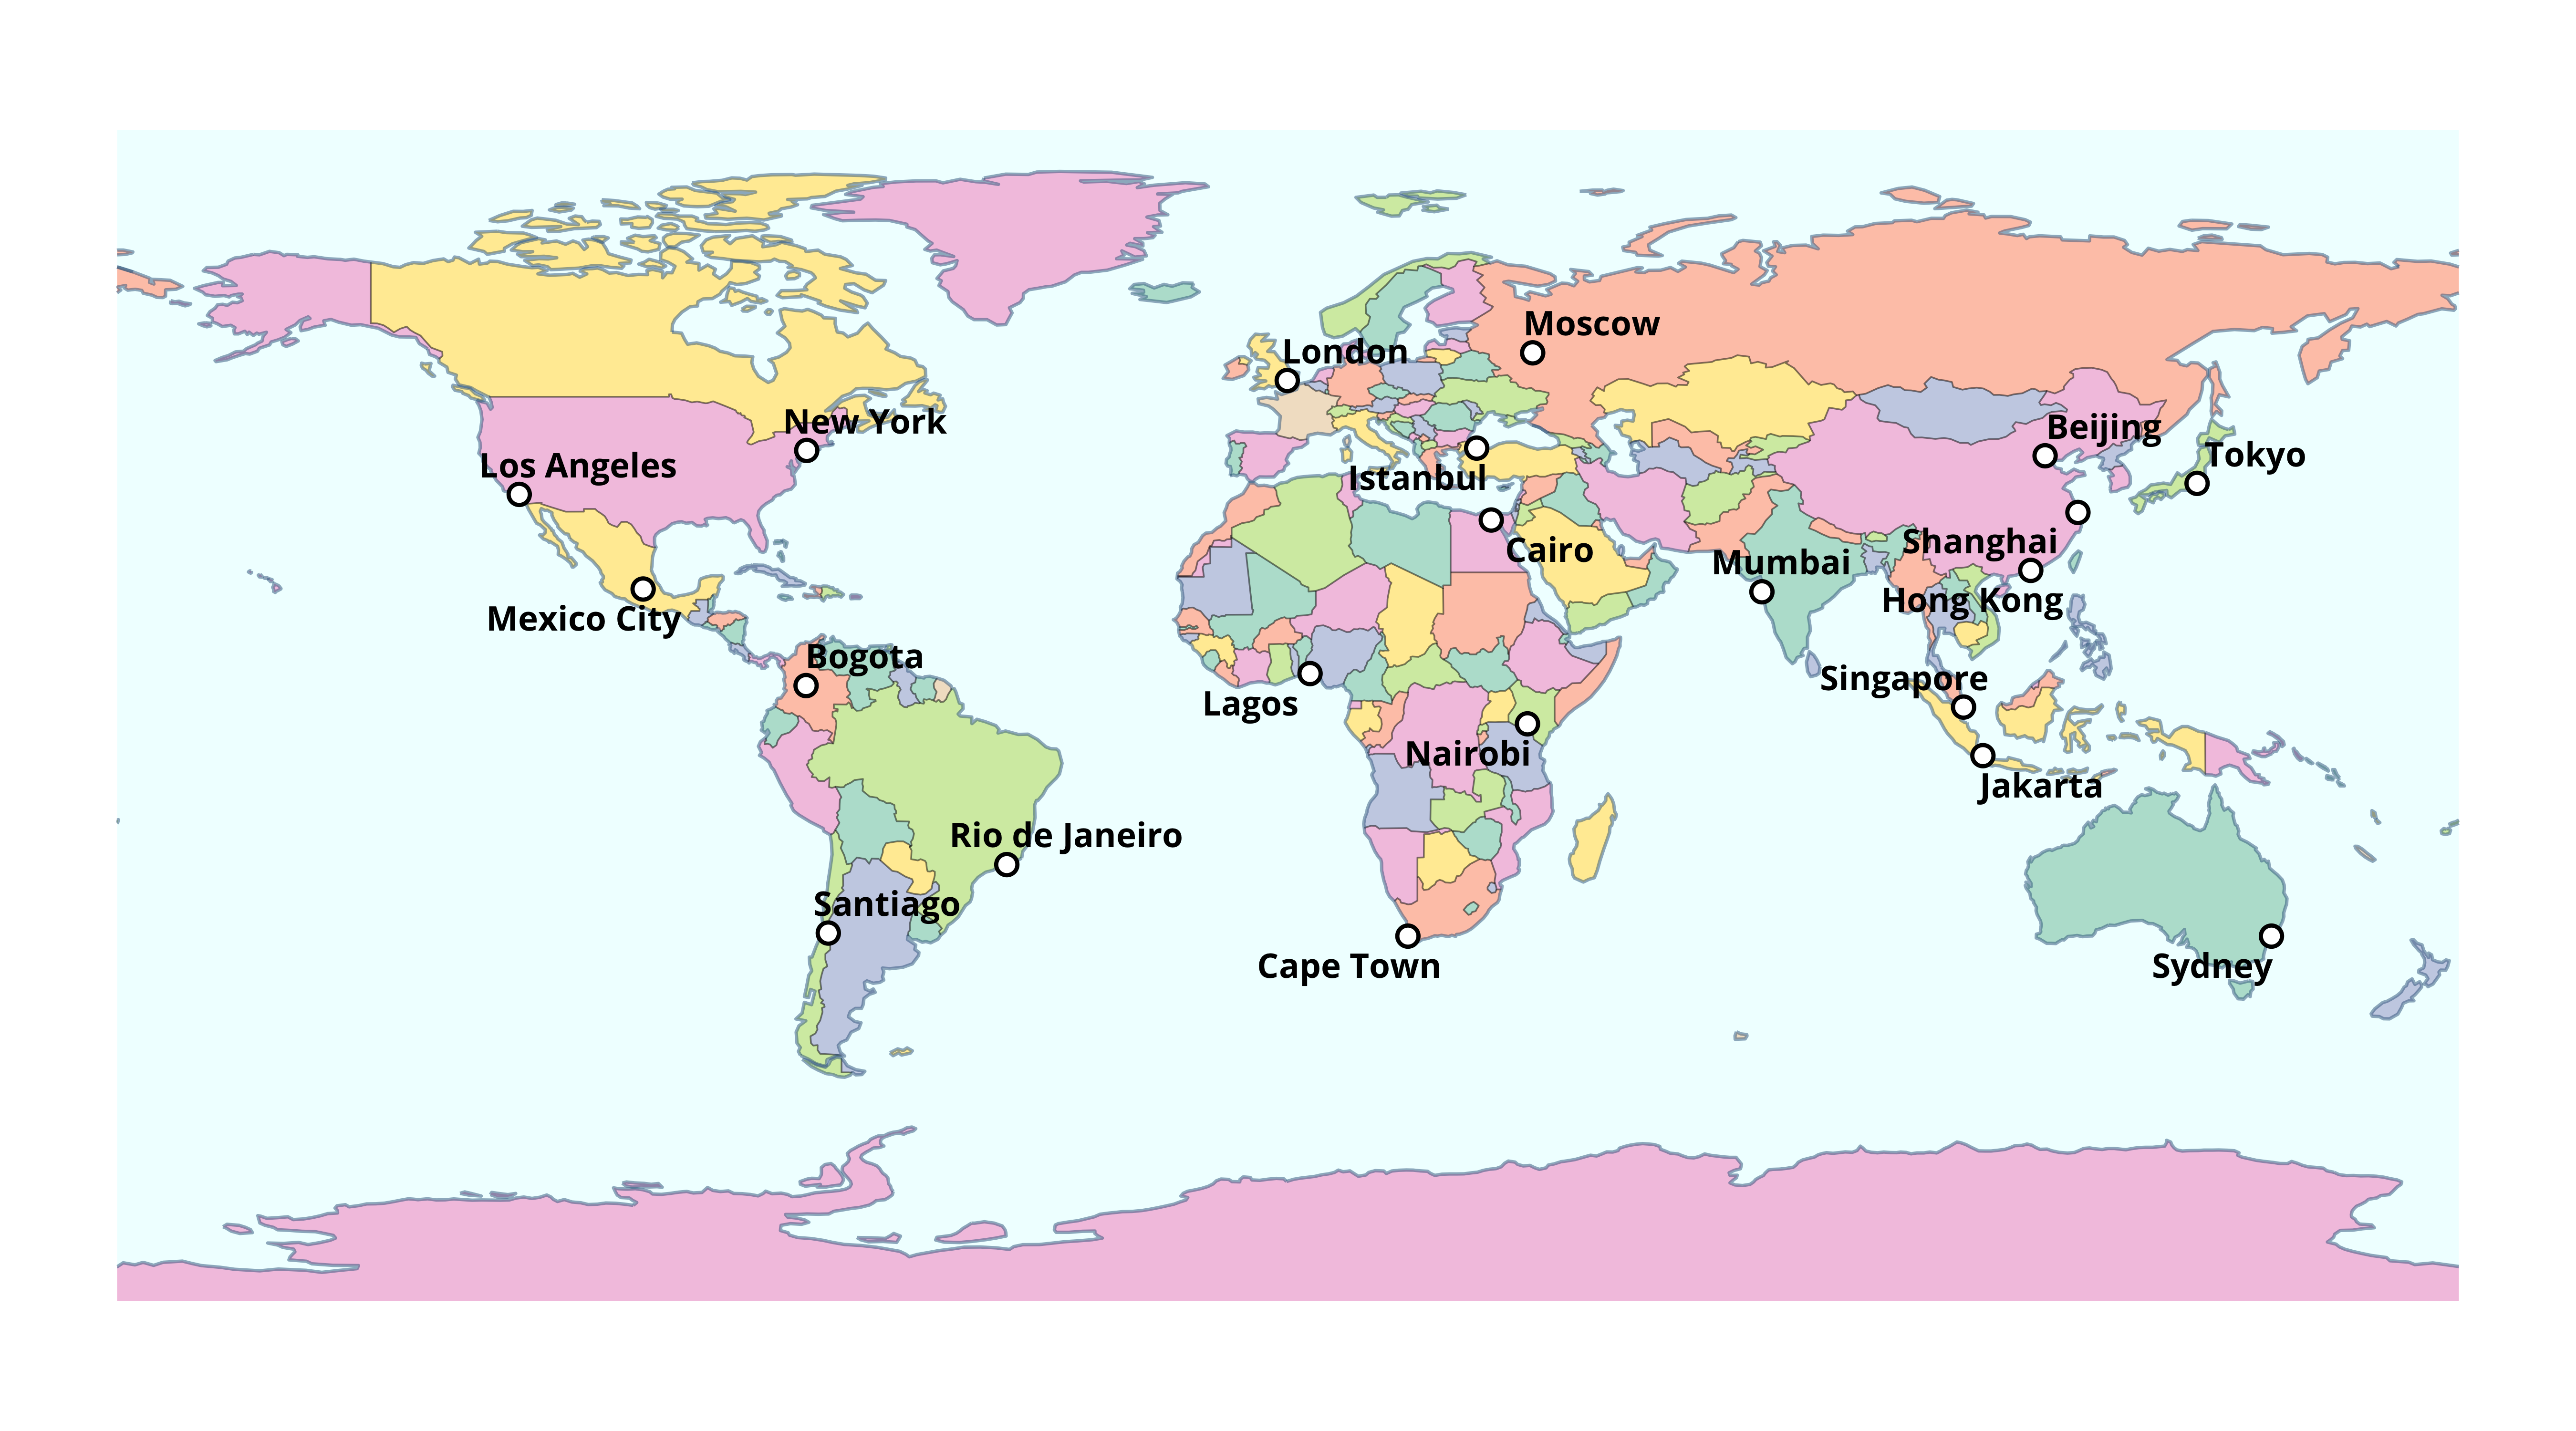 Moscow
London
New York
Beijing
Tokyo
Los Angeles
Istanbul
Shanghai
Cairo
Mumbai
Hong Kong
Mexico City
Bogota
Singapore
Lagos
Nairobi
Jakarta
Rio de Janeiro
Santiago
Cape Town
Sydney